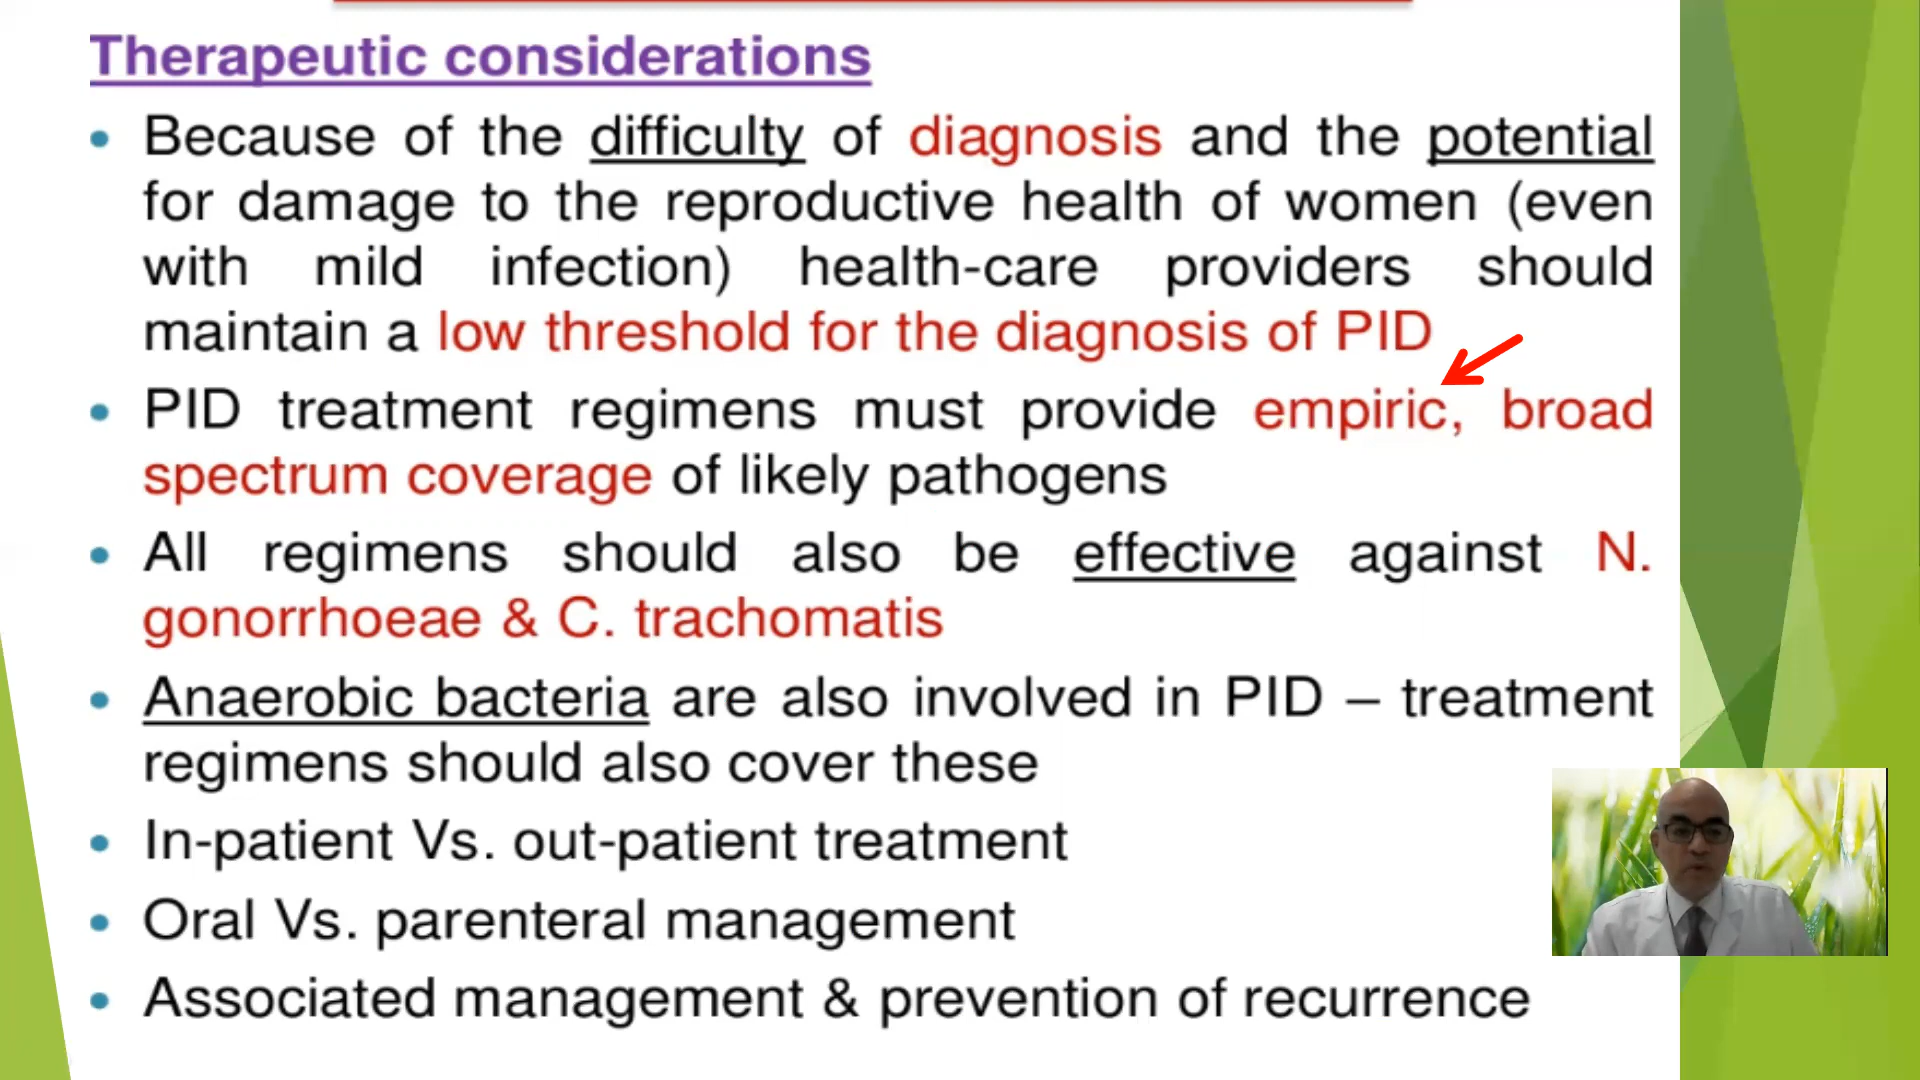 Therapeutic considerations
• Because of the difficulty of diagnosis and the potential
for damage to the reproductive health of women (even
with mild infection) health-care providers should
maintain a low threshold for the diagnosis of PID
• PID treatment regimens must provide empiric, broad
spectrum coverage of likely pathogens
• All regimens should also be effective against N.
gonorrhoeae & C. trachomatis
• Anaerobic bacteria are also involved in PID – treatment
regimens should also cover these
• In-patient Vs. out-patient treatment
• Oral Vs. parenteral management
• Associated management & prevention of recurrence